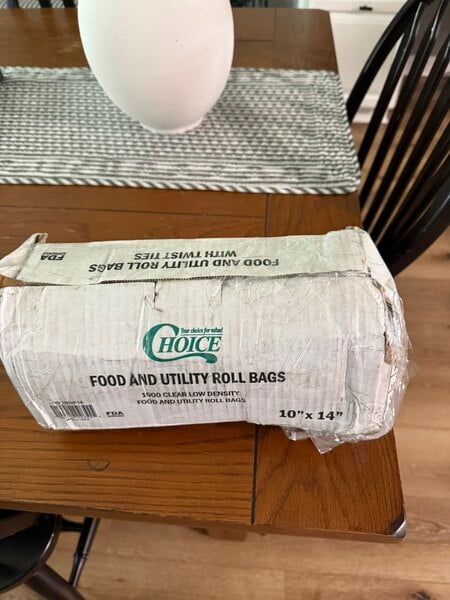 FOOD AND UTILITY ROLL BAGS
WITH TWIST TIES
FDA
Your choice for value!
CHOICE
FOOD AND UTILITY ROLL BAGS
1000 CLEAR LOW DENSITY
FOOD AND UTILITY ROLL BAGS
FDA
10" x 14"